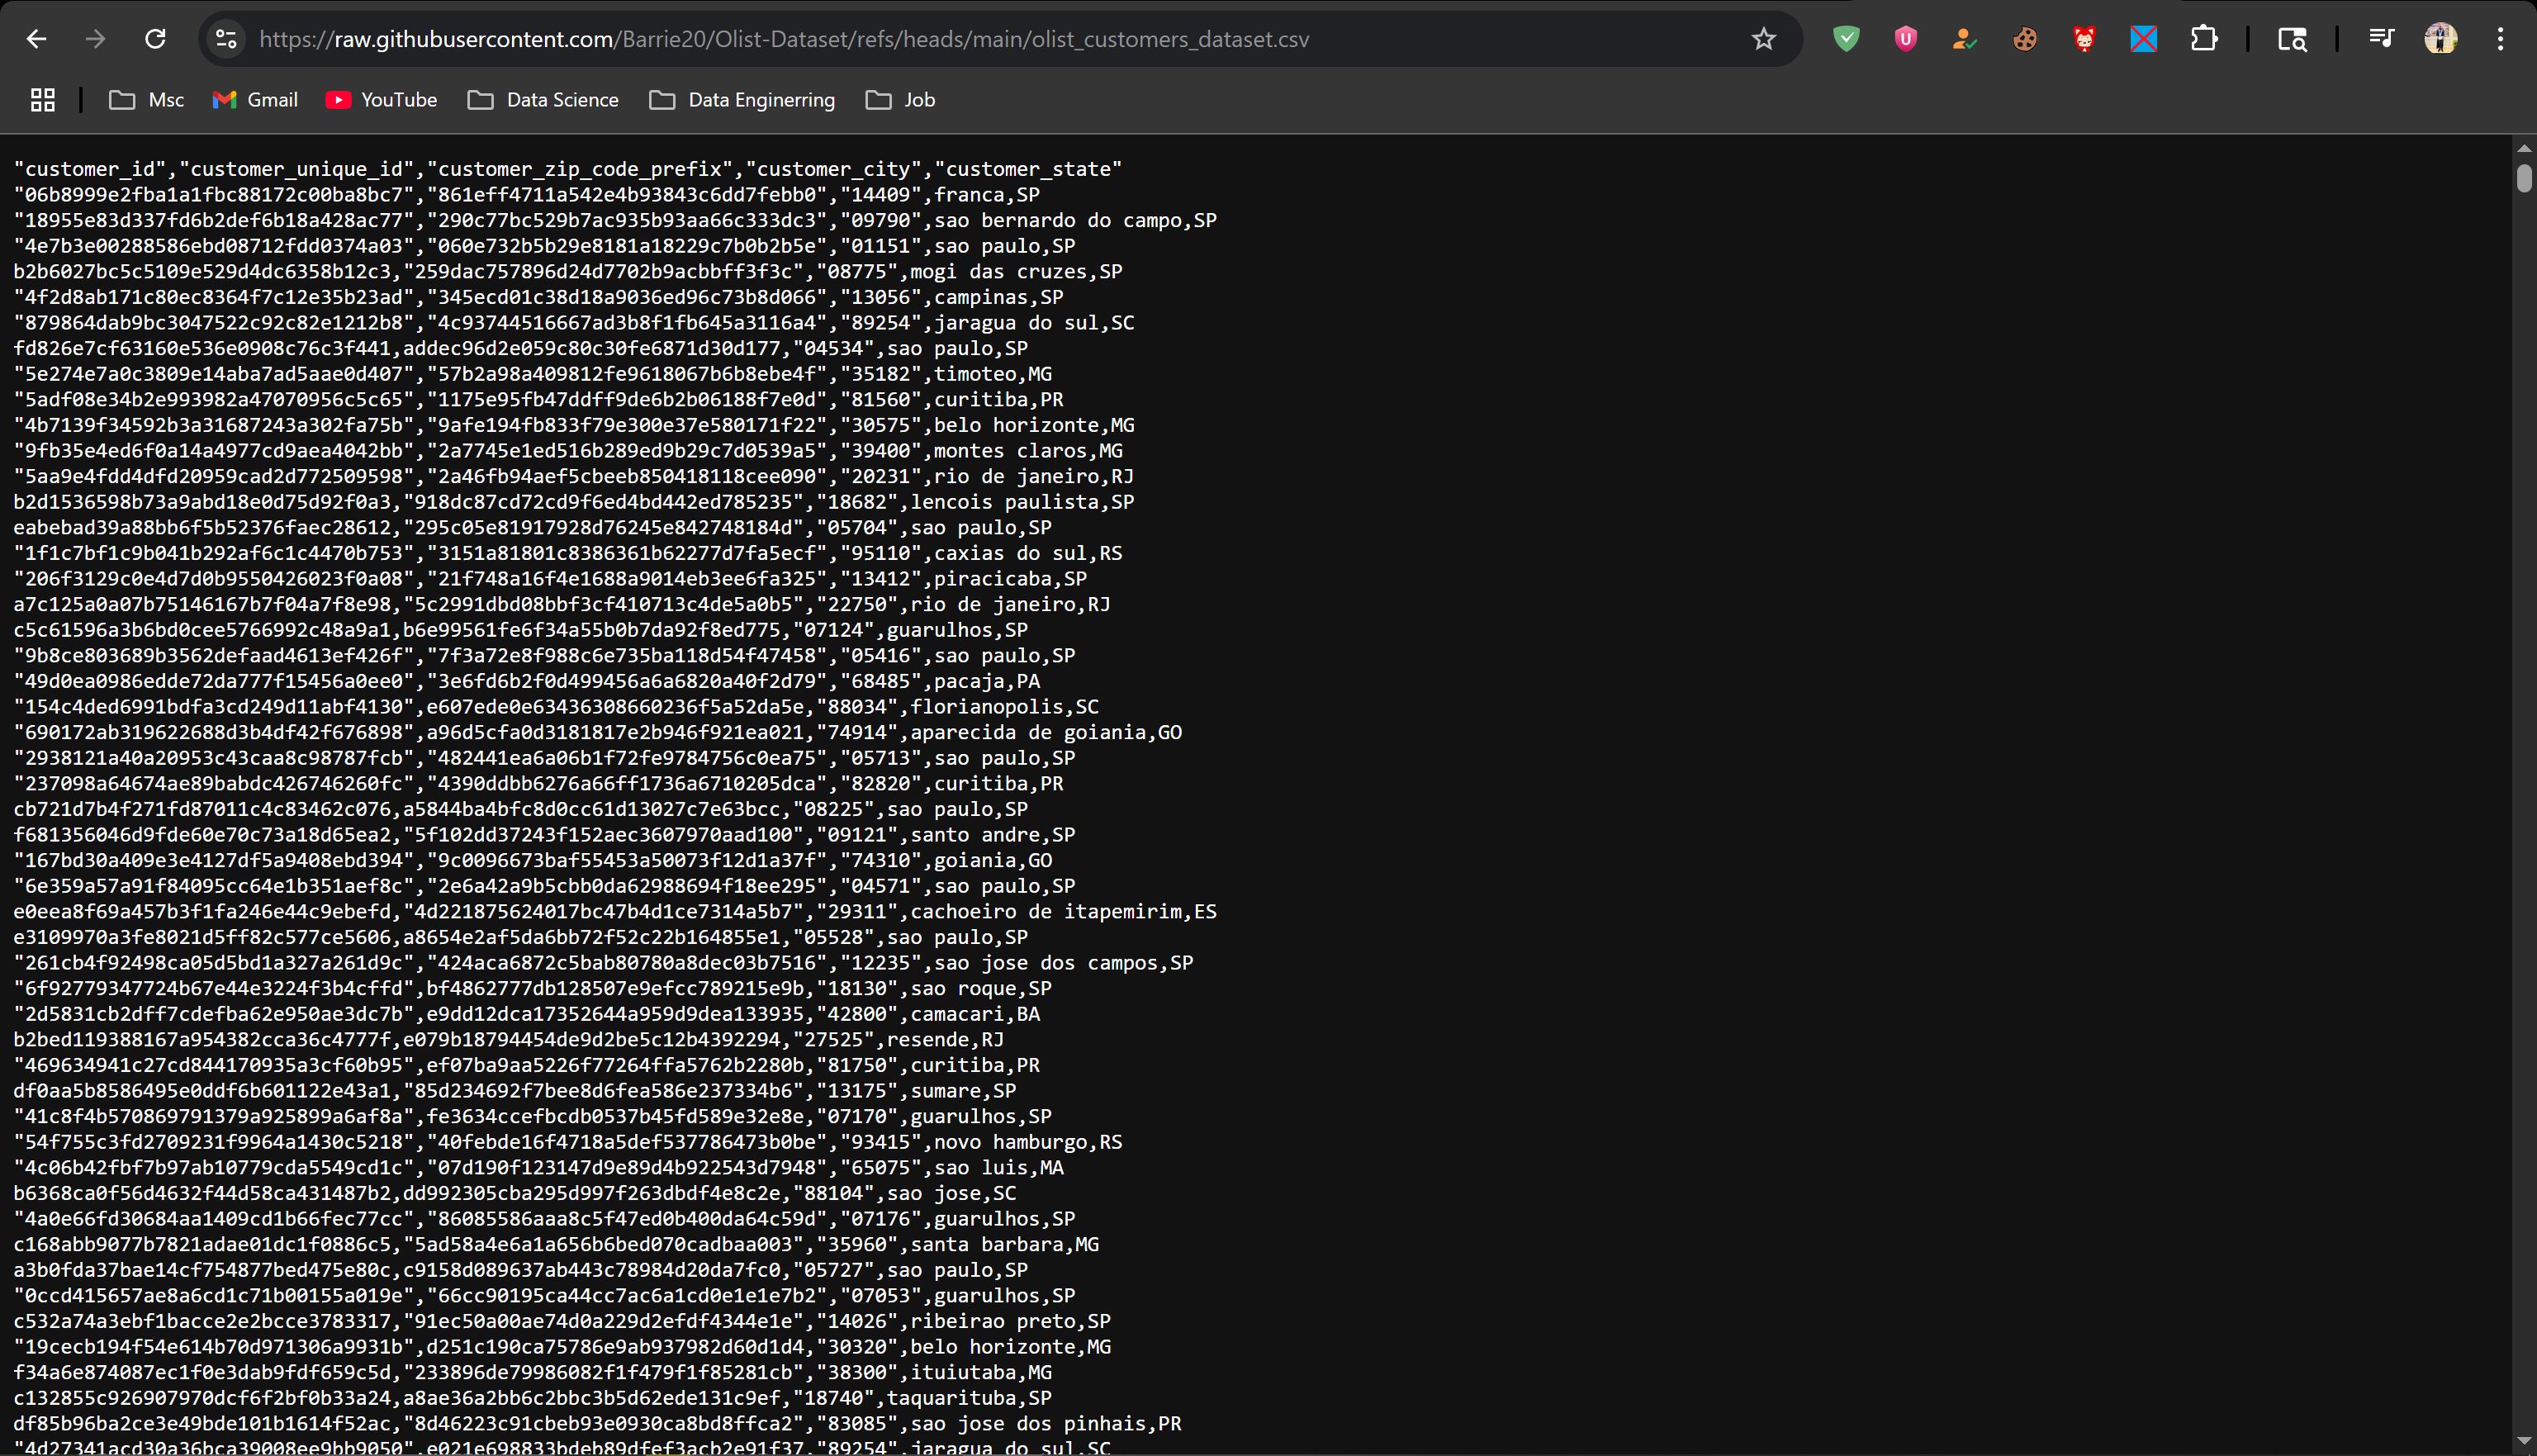 https://raw.githubusercontent.com/Barrie20/Olist-Dataset/refs/heads/main/olist_customers_dataset.csv
Msc Gmail YouTube Data Science Data Enginerring Job
"customer_id","customer_unique_id","customer_zip_code_prefix","customer_city","customer_state"
"06b8999e2fba1a1fbc88172c00ba8bc7","861eff4711a542e4b93843c6dd7febb0","14409",franca,SP
"18955e83d337fd6b2def6b18a428ac77","290c77bc529b7ac935b93aa66c333dc3","09790",sao bernardo do campo,SP
"4e7b3e00288586ebd08712fdd0374a03","060e732b5b29e8181a18229c7b0b2b5e","01151",sao paulo,SP
b2b6027bc5c5109e529d4dc6358b12c3,"259dac757896d24d7702b9acbbff3f3c","08775",mogi das cruzes,SP
"4f2d8ab171c80ec8364f7c12e35b23ad","345ecd01c38d18a9036ed96c73b8d066","13056",campinas,SP
"879864dab9bc3047522c92c82e1212b8","4c93744516667ad3b8f1fb645a3116a4","89254",jaragua do sul,SC
fd826e7cf63160e536e0908c76c3f441,addec96d2e059c80c30fe6871d30d177,"04534",sao paulo,SP
"5e274e7a0c3809e14aba7ad5aae0d407","57b2a98a409812fe9618067b6b8ebe4f","35182",timoteo,MG
"5adf08e34b2e993982a47070956c5c65","1175e95fb47ddff9de6b2b06188f7e0d","81560",curitiba,PR
"4b7139f34592b3a31687243a302fa75b","9afe194fb833f79e300e37e580171f22","30575",belo horizonte,MG
"9fb35e4ed6f0a14a4977cd9aea4042bb","2a7745e1ed516b289ed9b29c7d0539a5","39400",montes claros,MG
"5aa9e4fdd4dfd20959cad2d772509598","2a46fb94aef5cbeeb850418118cee090","20231",rio de janeiro,RJ
b2d1536598b73a9abd18e0d75d92f0a3,"918dc87cd72cd9f6ed4bd442ed785235","18682",lencois paulista,SP
eabebad39a88bb6f5b52376faec28612,"295c05e81917928d76245e842748184d","05704",sao paulo,SP
"1f1c7bf1c9b041b292af6c1c4470b753","3151a81801c8386361b62277d7fa5ecf","95110",caxias do sul,RS
"206f3129c0e4d7d0b9550426023f0a08","21f748a16f4e1688a9014eb3ee6fa325","13412",piracicaba,SP
a7c125a0a07b75146167b7f04a7f8e98,"5c2991dbd08bbf3cf410713c4de5a0b5","22750",rio de janeiro,RJ
c5c61596a3b6bd0cee5766992c48a9a1,b6e99561fe6f34a55b0b7da92f8ed775,"07124",guarulhos,SP
"9b8ce803689b3562defaad4613ef426f","7f3a72e8f988c6e735ba118d54f47458","05416",sao paulo,SP
"49d0ea0986edde72da777f15456a0ee0","3e6fd6b2f0d499456a6a6820a40f2d79","68485",pacaja,PA
"154c4ded6991bdfa3cd249d11abf4130",e607ede0e63436308660236f5a52da5e,"88034",florianopolis,SC
"690172ab319622688d3b4df42f676898",a96d5cfa0d3181817e2b946f921ea021,"74914",aparecida de goiania,GO
"2938121a40a20953c43caa8c98787fcb","482441ea6a06b1f72fe9784756c0ea75","05713",sao paulo,SP
"237098a64674ae89babdc426746260fc","4390ddbb6276a66ff1736a6710205dca","82820",curitiba,PR
cb721d7b4f271fd87011c4c83462c076,a5844ba4bfc8d0cc61d13027c7e63bcc,"08225",sao paulo,SP
f681356046d9fde60e70c73a18d65ea2,"5f102dd37243f152aec3607970aad100","09121",santo andre,SP
"167bd30a409e3e4127df5a9408ebd394","9c0096673baf55453a50073f12d1a37f","74310",goiania,GO
"6e359a57a91f84095cc64e1b351aef8c","2e6a42a9b5cbb0da62988694f18ee295","04571",sao paulo,SP
e0eea8f69a457b3f1fa246e44c9ebefd,"4d221875624017bc47b4d1ce7314a5b7","29311",cachoeiro de itapemirim,ES
e3109970a3fe8021d5ff82c577ce5606,a8654e2af5da6bb72f52c22b164855e1,"05528",sao paulo,SP
"261cb4f92498ca05d5bd1a327a261d9c","424aca6872c5bab80780a8dec03b7516","12235",sao jose dos campos,SP
"6f92779347724b67e44e3224f3b4cffd",bf4862777db128507e9efcc789215e9b,"18130",sao roque,SP
"2d5831cb2dff7cdefba62e950ae3dc7b",e9dd12dca17352644a959d9dea133935,"42800",camacari,BA
b2bed119388167a954382cca36c4777f,e079b18794454de9d2be5c12b4392294,"27525",resende,RJ
"469634941c27cd844170935a3cf60b95",ef07ba9aa5226f77264ffa5762b2280b,"81750",curitiba,PR
df0aa5b8586495e0ddf6b601122e43a1,"85d234692f7bee8d6fea586e237334b6","13175",sumare,SP
"41c8f4b570869791379a925899a6af8a",fe3634ccefbcdb0537b45fd589e32e8e,"07170",guarulhos,SP
"54f755c3fd2709231f9964a1430c5218","40febde16f4718a5def537786473b0be","93415",novo hamburgo,RS
"4c06b42fbf7b97ab10779cda5549cd1c","07d190f123147d9e89d4b922543d7948","65075",sao luis,MA
b6368ca0f56d4632f44d58ca431487b2,dd992305cba295d997f263dbdf4e8c2e,"88104",sao jose,SC
"4a0e66fd30684aa1409cd1b66fec77cc","86085586aaa8c5f47ed0b400da64c59d","07176",guarulhos,SP
c168abb9077b7821adae01dc1f0886c5,"5ad58a4e6a1a656b6bed070cadbaa003","35960",santa barbara,MG
a3b0fda37bae14cf754877bed475e80c,c9158d089637ab443c78984d20da7fc0,"05727",sao paulo,SP
"0ccd415657ae8a6cd1c71b00155a019e","66cc90195ca44cc7ac6a1cd0e1e1e7b2","07053",guarulhos,SP
c532a74a3ebf1bacce2e2bcce3783317,"91ec50a00ae74d0a229d2efdf4344e1e","14026",ribeirao preto,SP
"19cecb194f54e614b70d971306a9931b",d251c190ca75786e9ab937982d60d1d4,"30320",belo horizonte,MG
f34a6e874087ec1f0e3dab9fdf659c5d,"233896de79986082f1f479f1f85281cb","38300",ituiutaba,MG
c132855c926907970dcf6f2bf0b33a24,a8ae36a2bb6c2bbc3b5d62ede131c9ef,"18740",taquarituba,SP
df85b96ba2ce3e49bde101b1614f52ac,"8d46223c91cbeb93e0930ca8bd8ffca2","83085",sao jose dos pinhais,PR
"4d27341acd30a36bca39008ee9bb9050",e021e698833bdeb89dfef3acb2e91f37,"89254",jaragua do sul,SC